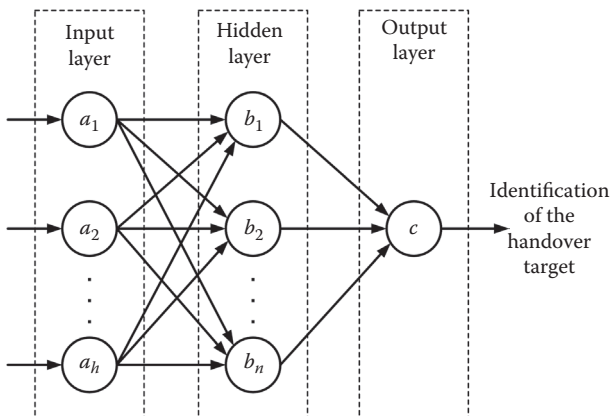 Input
layer
Hidden
layer
Output
layer
a1
b1
a2
b2
c
Identification
of the
handover
target
ah
bn